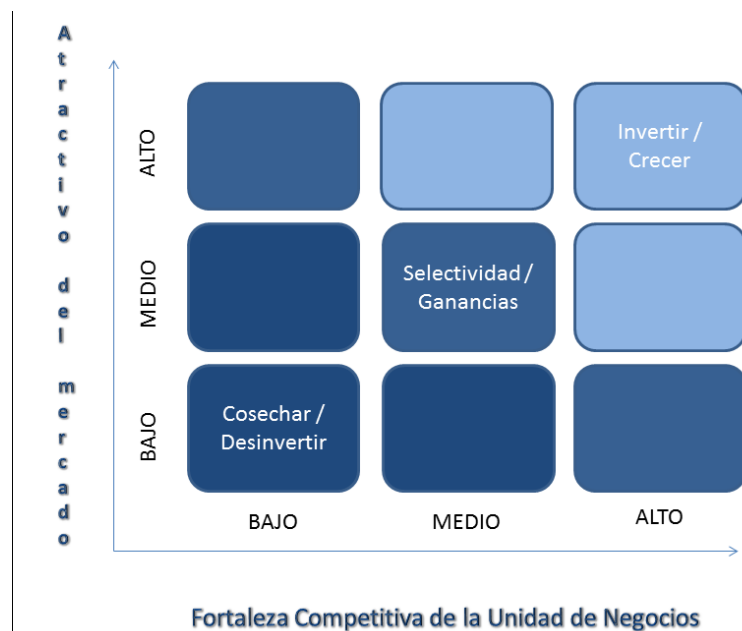 Atractivo del mercado
ALTO
Invertir /
Crecer
MEDIO
Selectividad /
Ganancias
BAJO
Cosechar /
Desinvertir
BAJO
MEDIO
ALTO
Fortaleza Competitiva de la Unidad de Negocios